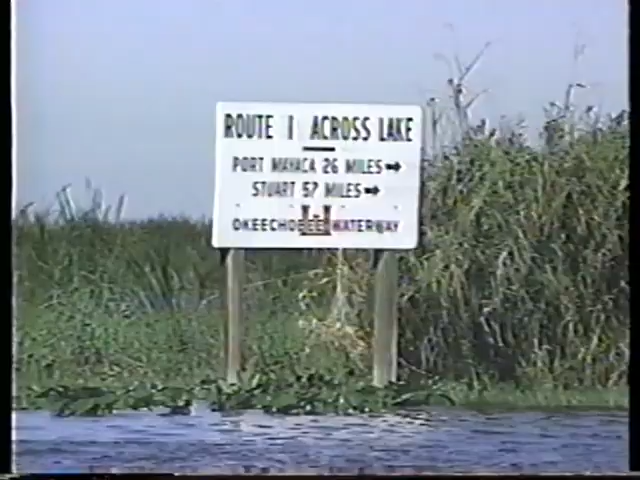 ROUTE 1 ACROSS LAKE
PORT MAYACA 26 MILES →
STUART 57 MILES →
OKEECHOBEE WATERWAY